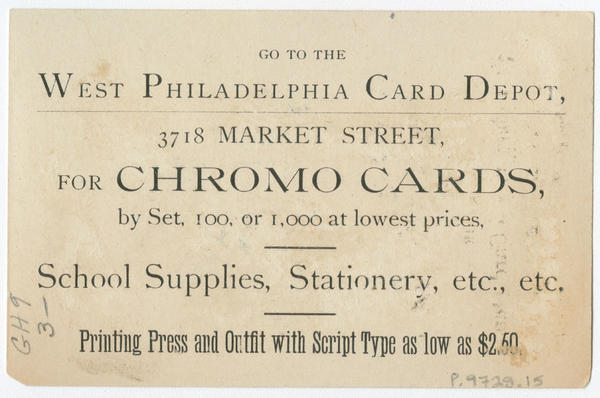 GO TO THE
WEST PHILADELPHIA CARD DEPOT,
3718 MARKET STREET,
FOR CHROMO CARDS,
by Set, 100, or 1,000 at lowest prices,
School Supplies, Stationery, etc., etc.
Printing Press and Outfit with Script Type as low as $2.50.
GH9
3—
P.9728.15